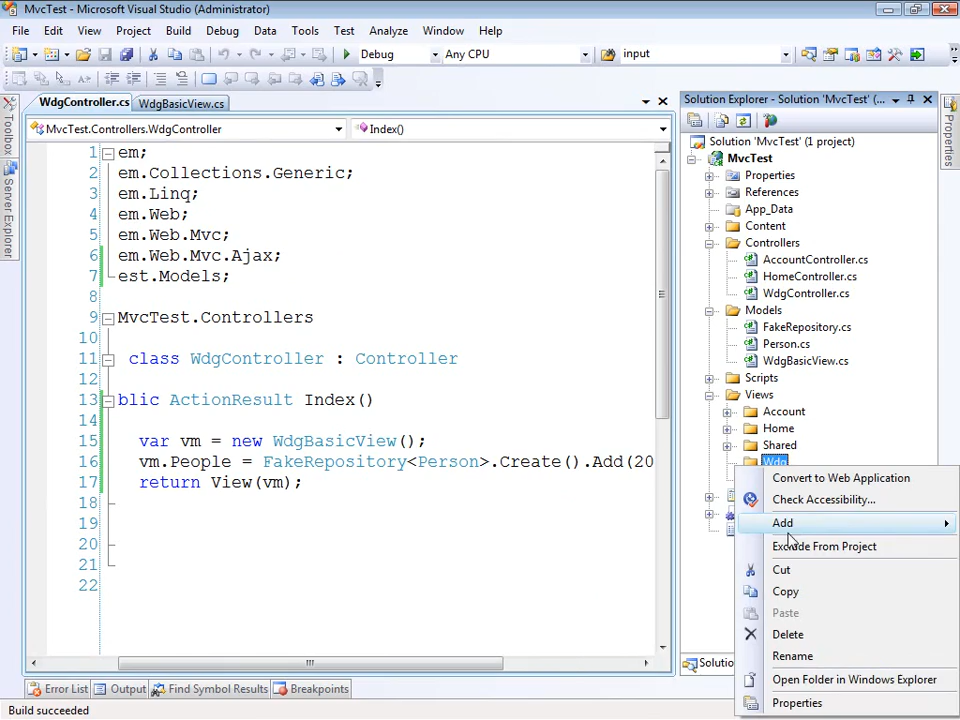 MvcTest - Microsoft Visual Studio (Administrator)
File Edit View Project Build Debug Data Tools Test Analyze Window Help
Debug Any CPU input
WdgController.cs WdgBasicView.cs
MvcTest.Controllers.WdgController Index()
1 em;
2 em.Collections.Generic;
3 em.Linq;
4 em.Web;
5 em.Web.Mvc;
6 em.Web.Mvc.Ajax;
7 est.Models;
8
9 MvcTest.Controllers
10
11 class WdgController : Controller
12
13 blic ActionResult Index()
14
15 var vm = new WdgBasicView();
16 vm.People = FakeRepository<Person>.Create().Add(20
17 return View(vm);
18
19
20
21
22
Toolbox
Server Explorer
Solution Explorer - Solution 'MvcTest' (...
Properties
Solution 'MvcTest' (1 project)
MvcTest
Properties
References
App_Data
Content
Controllers
AccountController.cs
HomeController.cs
WdgController.cs
Models
FakeRepository.cs
Person.cs
WdgBasicView.cs
Scripts
Views
Account
Home
Shared
Wdg
Convert to Web Application
Check Accessibility...
Add
Exclude From Project
Cut
Copy
Paste
Delete
Rename
Open Folder in Windows Explorer
Properties
Solutio
Error List Output Find Symbol Results Breakpoints
Build succeeded